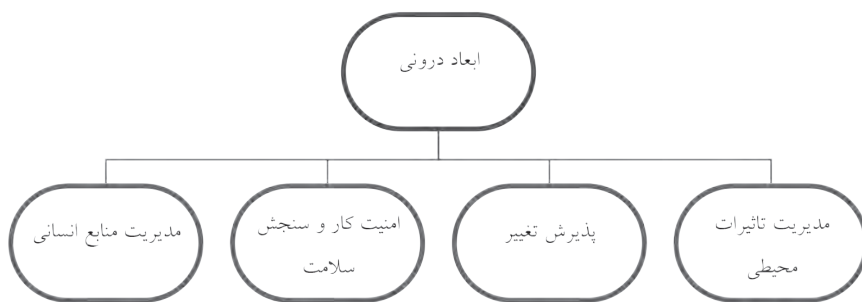 ابعاد درونی
مدیریت تاثیرات
محیطی
پذیرش تغییر
امنیت کار و سنجش
سلامت
مدیریت منابع انسانی